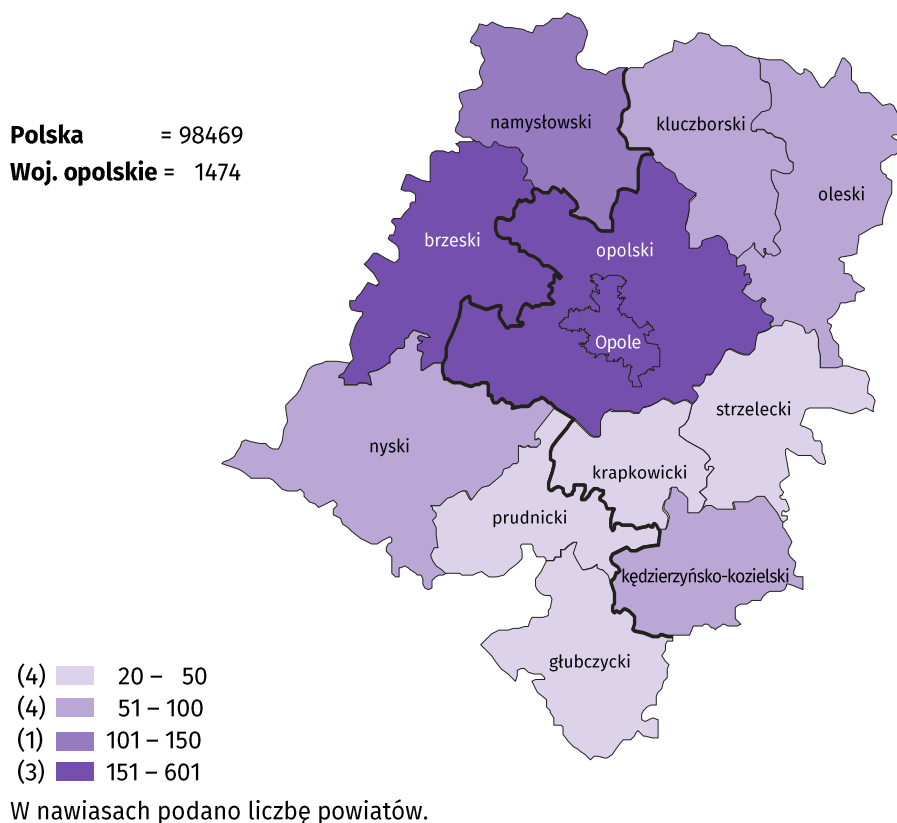 Polska = 98469
Woj. opolskie = 1474
namysłowski
kluczborski
oleski
brzeski
opolski
Opole
strzelecki
nyski
krapkowicki
prudnicki
kędzierzyńsko-kozielski
głubczycki
(4) 20 – 50
(4) 51 – 100
(1) 101 – 150
(3) 151 – 601
W nawiasach podano liczbę powiatów.